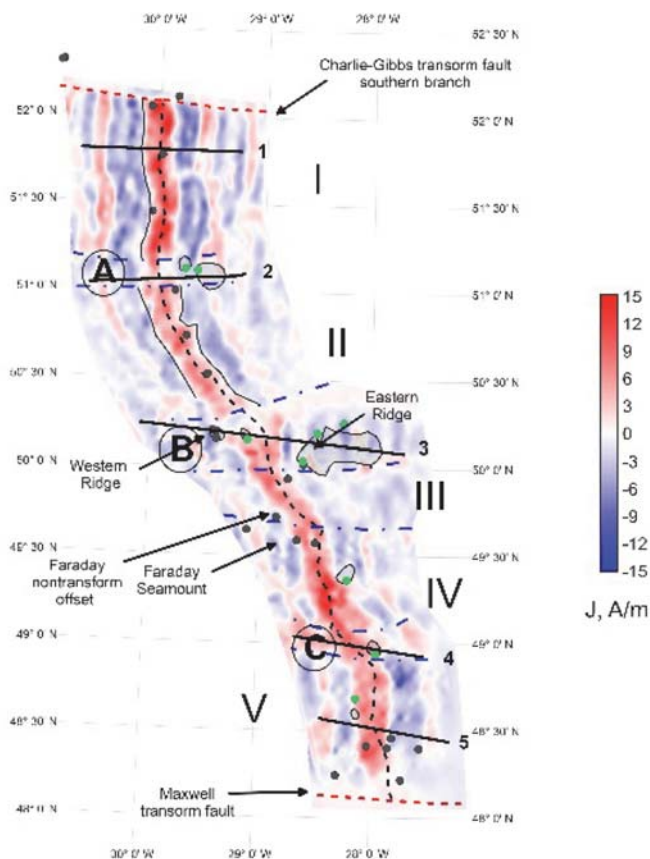 30° 0' W
29° 0' W
28° 0' W
52° 30' N
52° 0' N
Charlie-Gibbs transorm fault
southern branch
52° 0' N
1
51° 30' N
I
51° 30' N
A
2
51° 0' N
51° 0' N
II
50° 30' N
Eastern
Ridge
50° 30' N
B
3
50° 0' N
Western
Ridge
50° 0' N
III
49° 30' N
Faraday
nontransform
offset
Faraday
Seamount
49° 30' N
IV
49° 0' N
C
4
49° 0' N
V
48° 30' N
5
48° 30' N
Maxwell
transorm fault
48° 0' N
48° 0' N
30° 0' W
29° 0' W
28° 0' W
15
12
9
6
3
0
-3
-6
-9
-12
-15
J, A/m